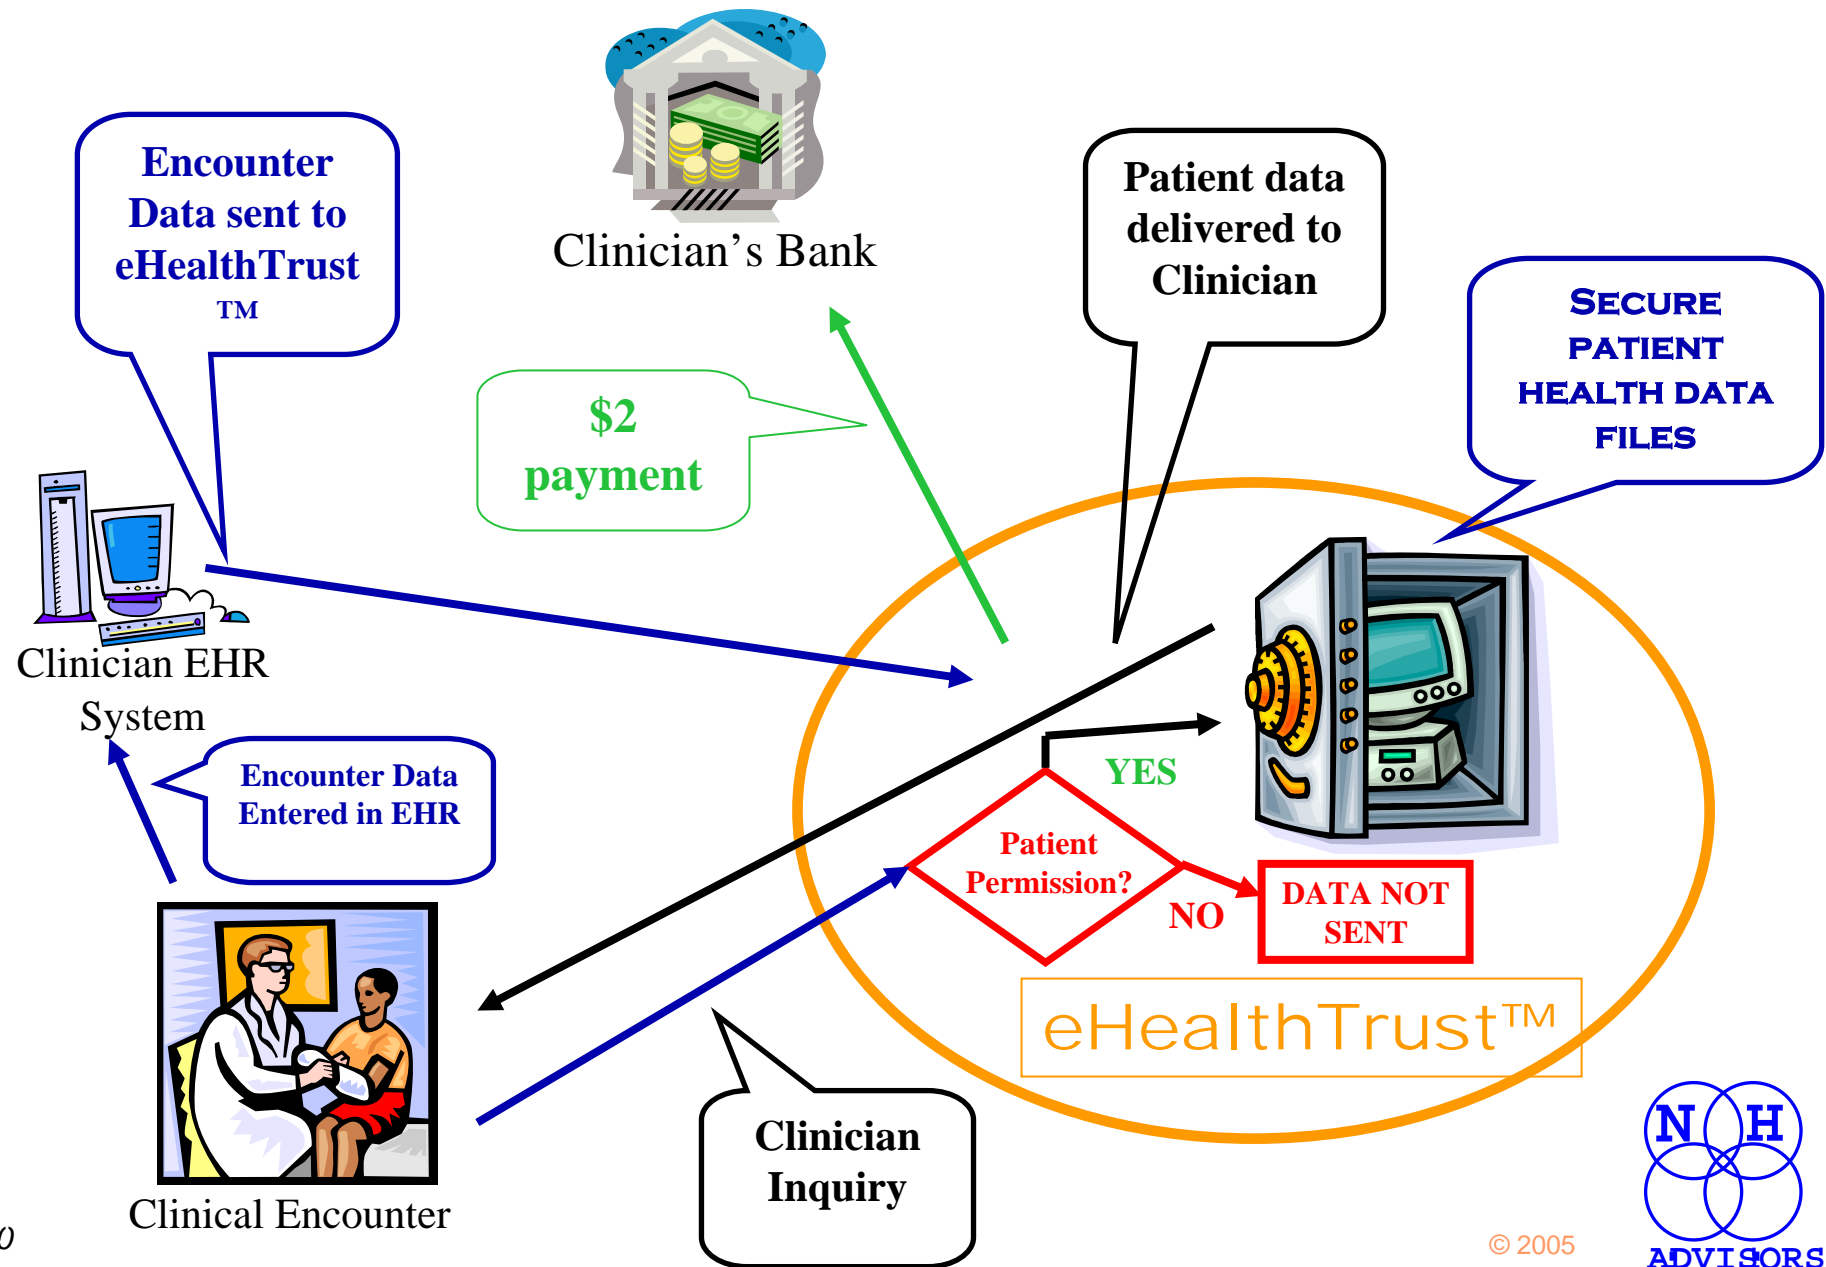 Encounter
Data sent to
eHealthTrust
TM
Clinician's Bank
Patient data
delivered to
Clinician
SECURE
PATIENT
HEALTH DATA
FILES
$2
payment
Clinician EHR
System
Encounter Data
Entered in EHR
YES
Patient
Permission?
NO
DATA NOT
SENT
eHealthTrust™
Clinician
Inquiry
Clinical Encounter
© 2005
N H
ADVISORS